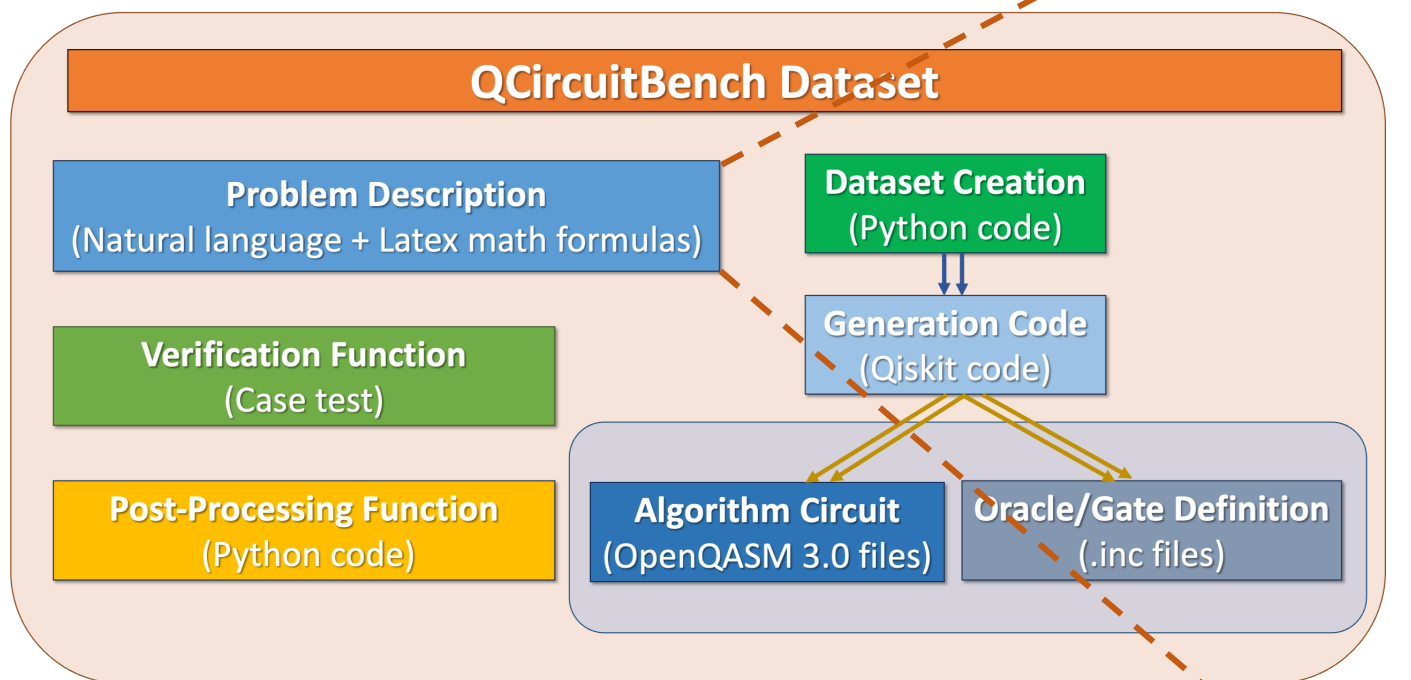 QCircuitBench Dataset
Problem Description
(Natural language + Latex math formulas)
Dataset Creation
(Python code)
Generation Code
(Qiskit code)
Verification Function
(Case test)
Post-Processing Function
(Python code)
Algorithm Circuit
(OpenQASM 3.0 files)
Oracle/Gate Definition
(.inc files)